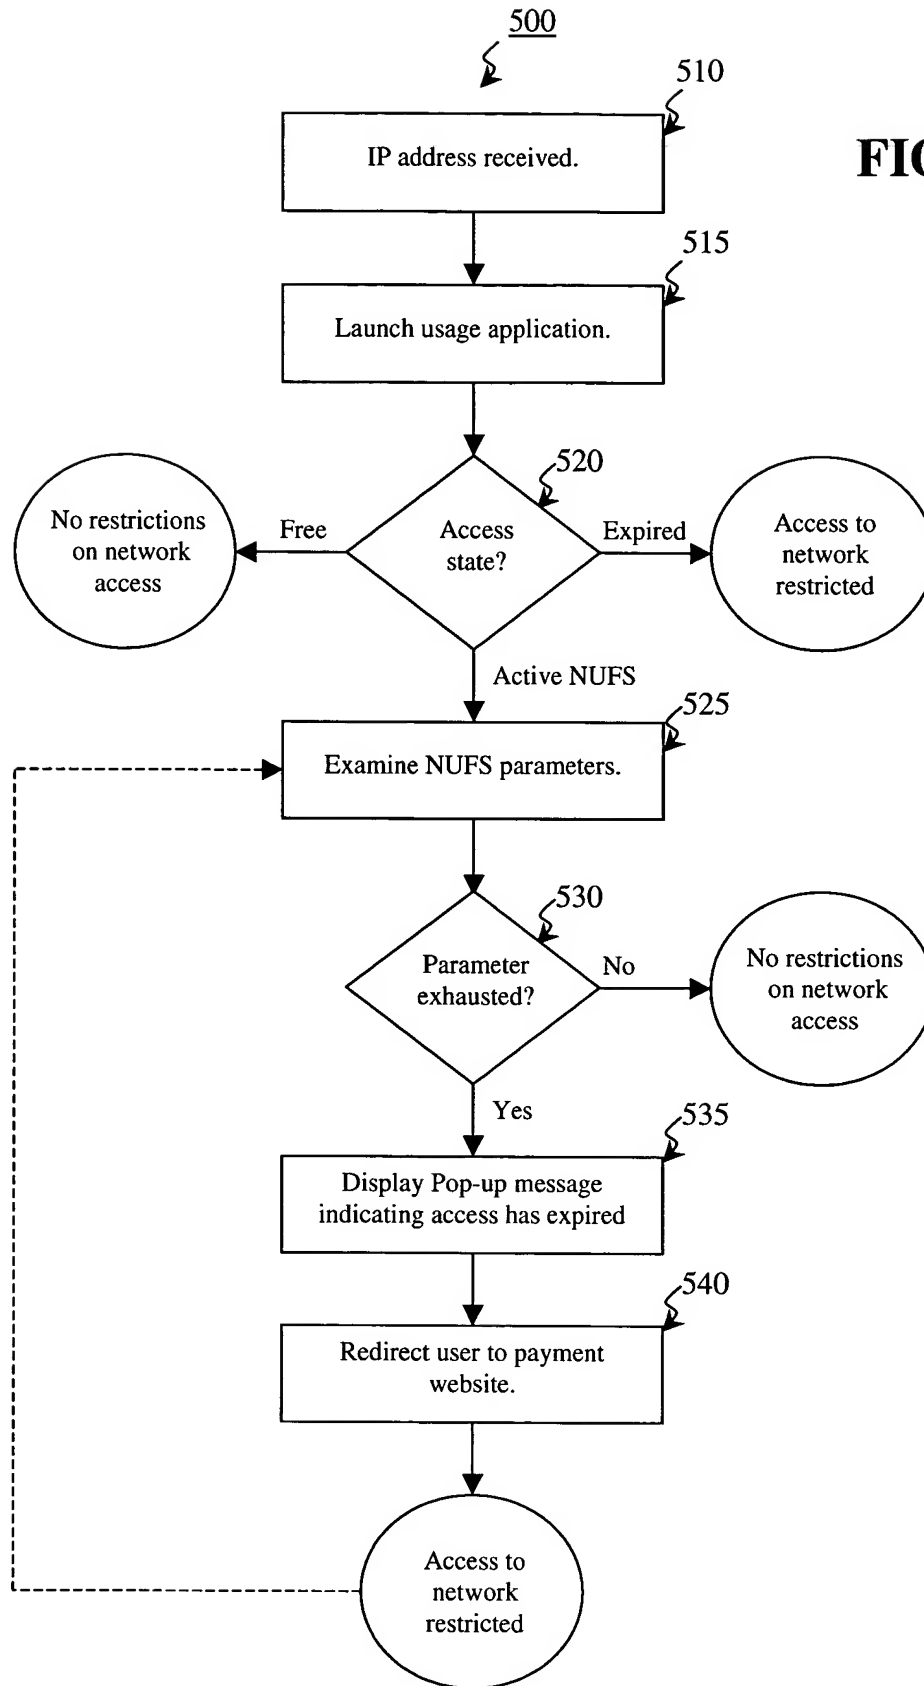 500
510
IP address received.
FIG
515
Launch usage application.
520
No restrictions
on network
access
Free
Access
state?
Expired
Access to
network
restricted
Active NUFS
525
Examine NUFS parameters.
530
Parameter
exhausted?
No
No restrictions
on network
access
Yes
535
Display Pop-up message
indicating access has expired
540
Redirect user to payment
website.
Access to
network
restricted